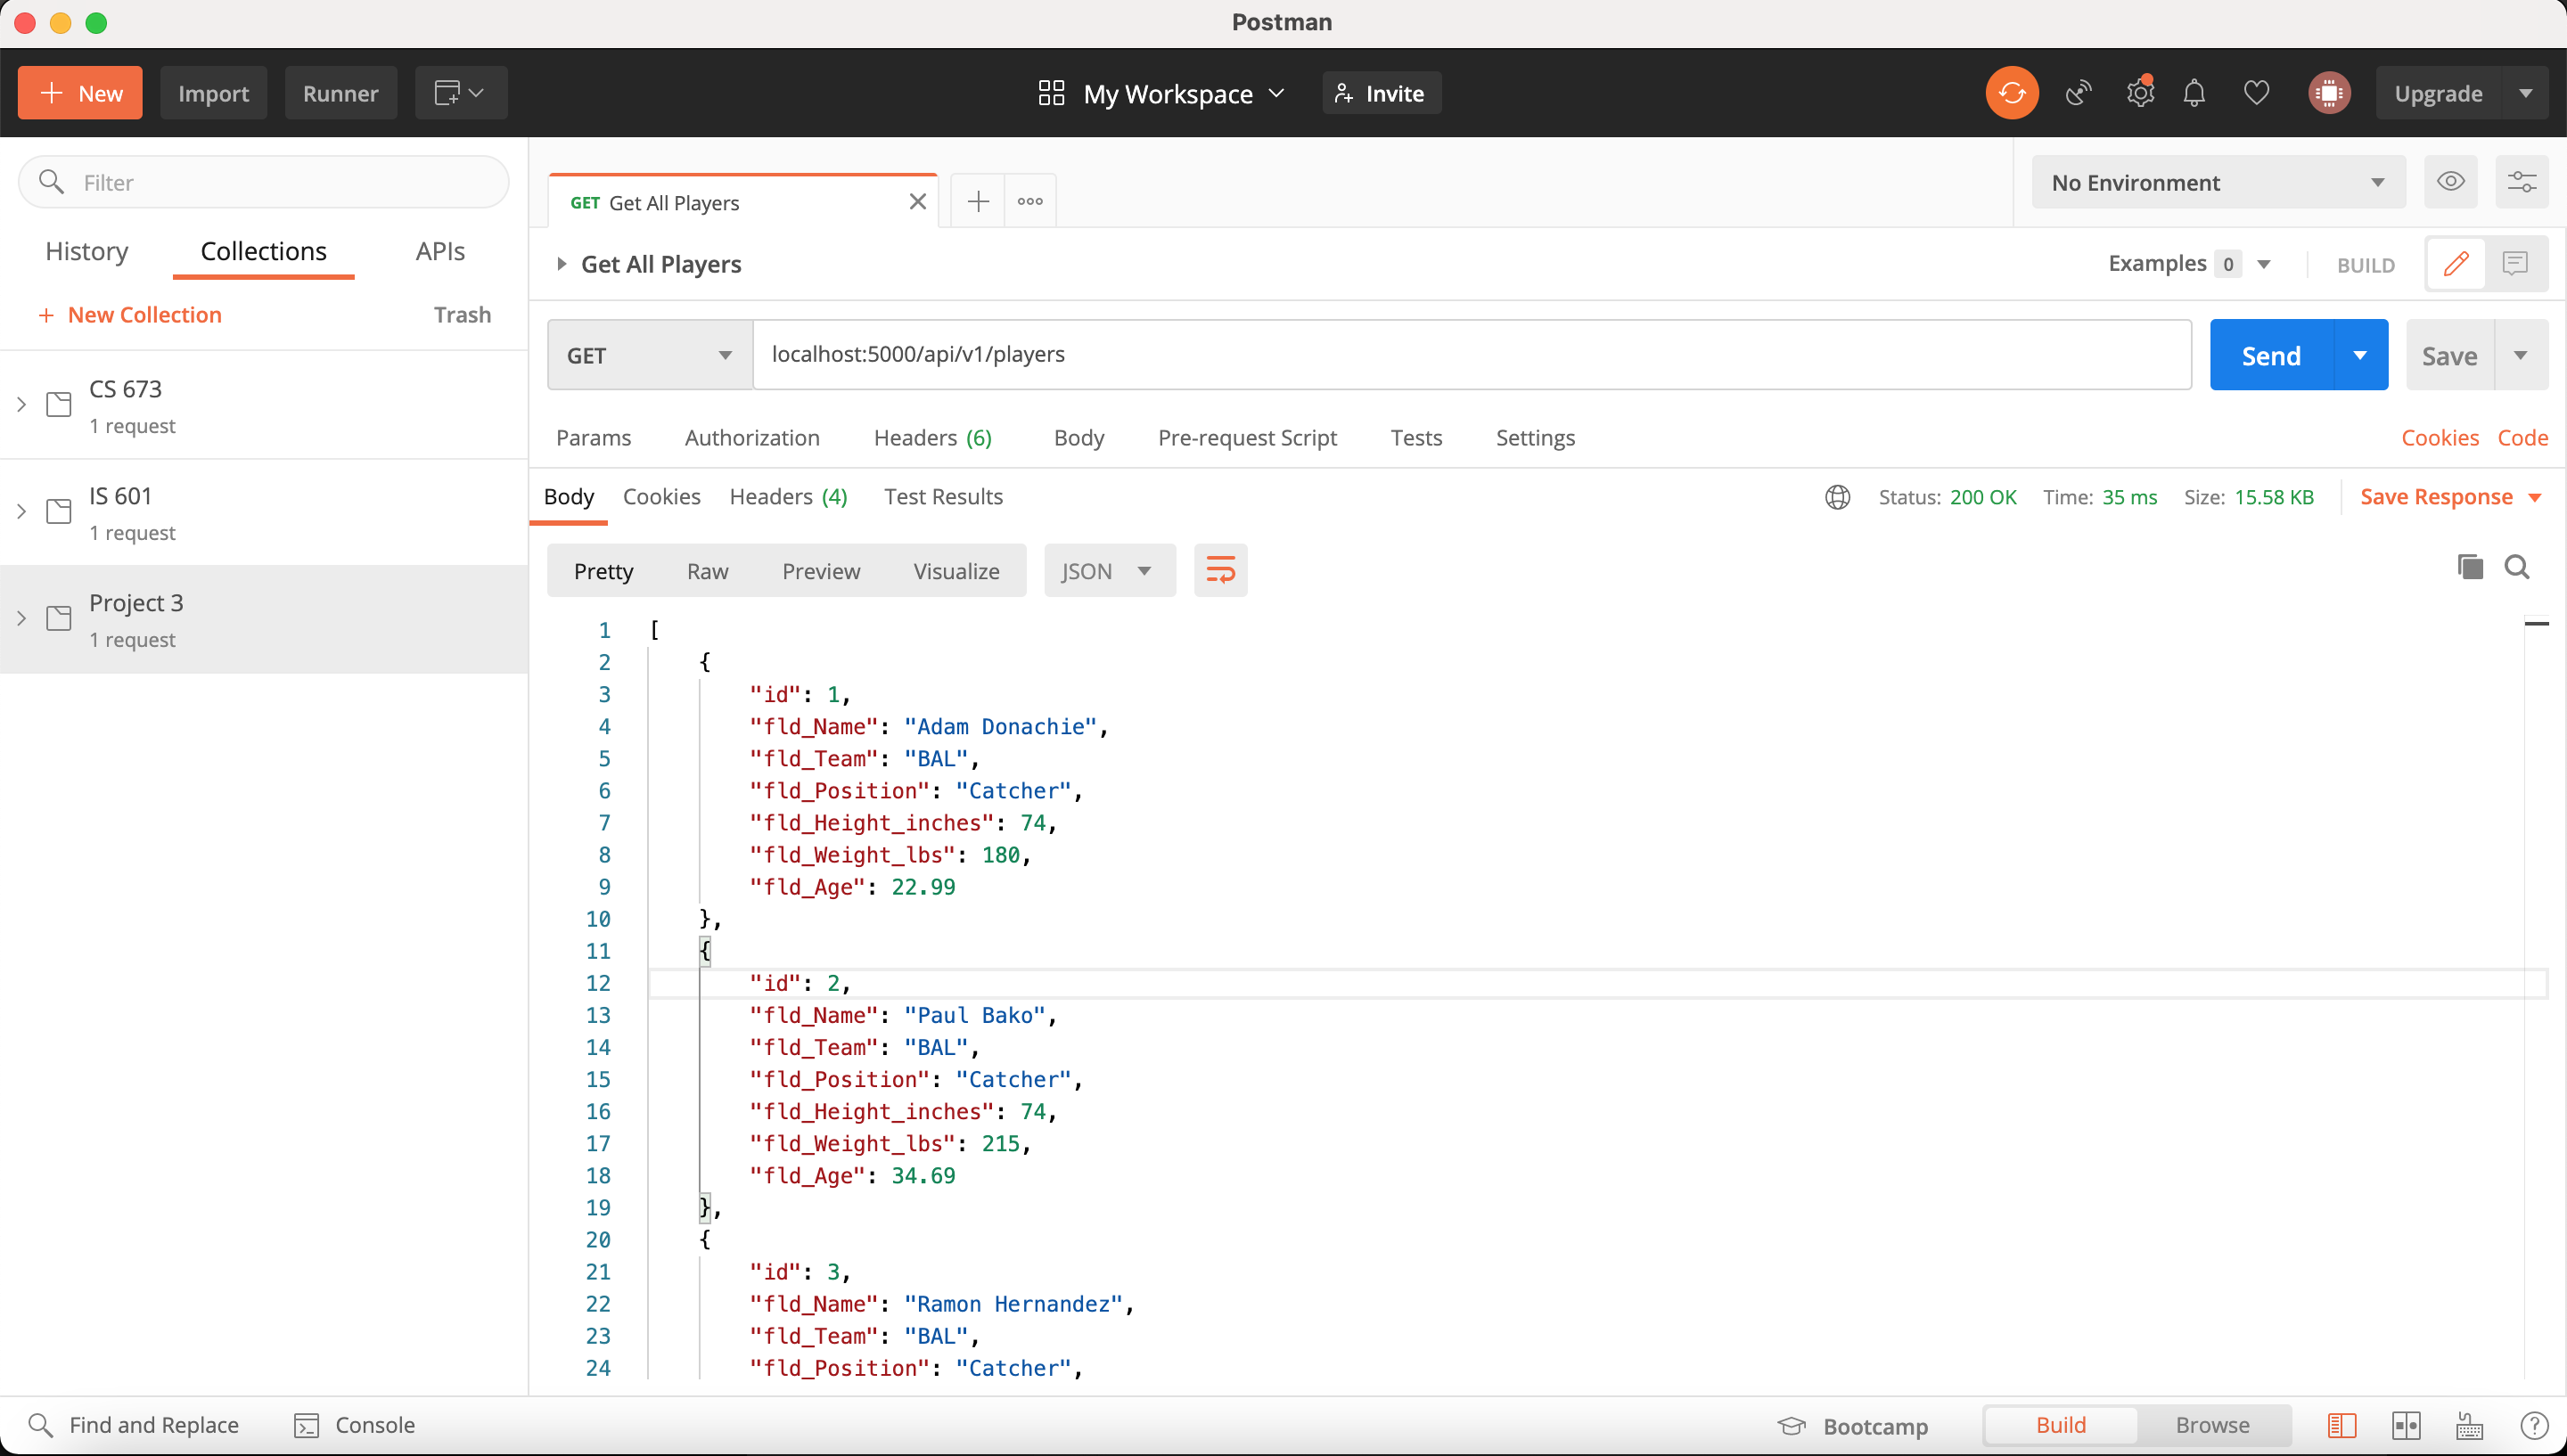 Postman
New
Import
Runner
My Workspace
Invite
Upgrade
Filter
History
Collections
APIs
New Collection
Trash
CS 673
1 request
IS 601
1 request
Project 3
1 request
GET Get All Players
No Environment
Get All Players
Examples 0
BUILD
GET
localhost:5000/api/v1/players
Send
Save
Params
Authorization
Headers (6)
Body
Pre-request Script
Tests
Settings
Cookies
Code
Body
Cookies
Headers (4)
Test Results
Status: 200 OK
Time: 35 ms
Size: 15.58 KB
Save Response
Pretty
Raw
Preview
Visualize
JSON
1 [
2 {
3 "id": 1,
4 "fld_Name": "Adam Donachie",
5 "fld_Team": "BAL",
6 "fld_Position": "Catcher",
7 "fld_Height_inches": 74,
8 "fld_Weight_lbs": 180,
9 "fld_Age": 22.99
10 },
11 {
12 "id": 2,
13 "fld_Name": "Paul Bako",
14 "fld_Team": "BAL",
15 "fld_Position": "Catcher",
16 "fld_Height_inches": 74,
17 "fld_Weight_lbs": 215,
18 "fld_Age": 34.69
19 },
20 {
21 "id": 3,
22 "fld_Name": "Ramon Hernandez",
23 "fld_Team": "BAL",
24 "fld_Position": "Catcher",
Find and Replace
Console
Bootcamp
Build
Browse